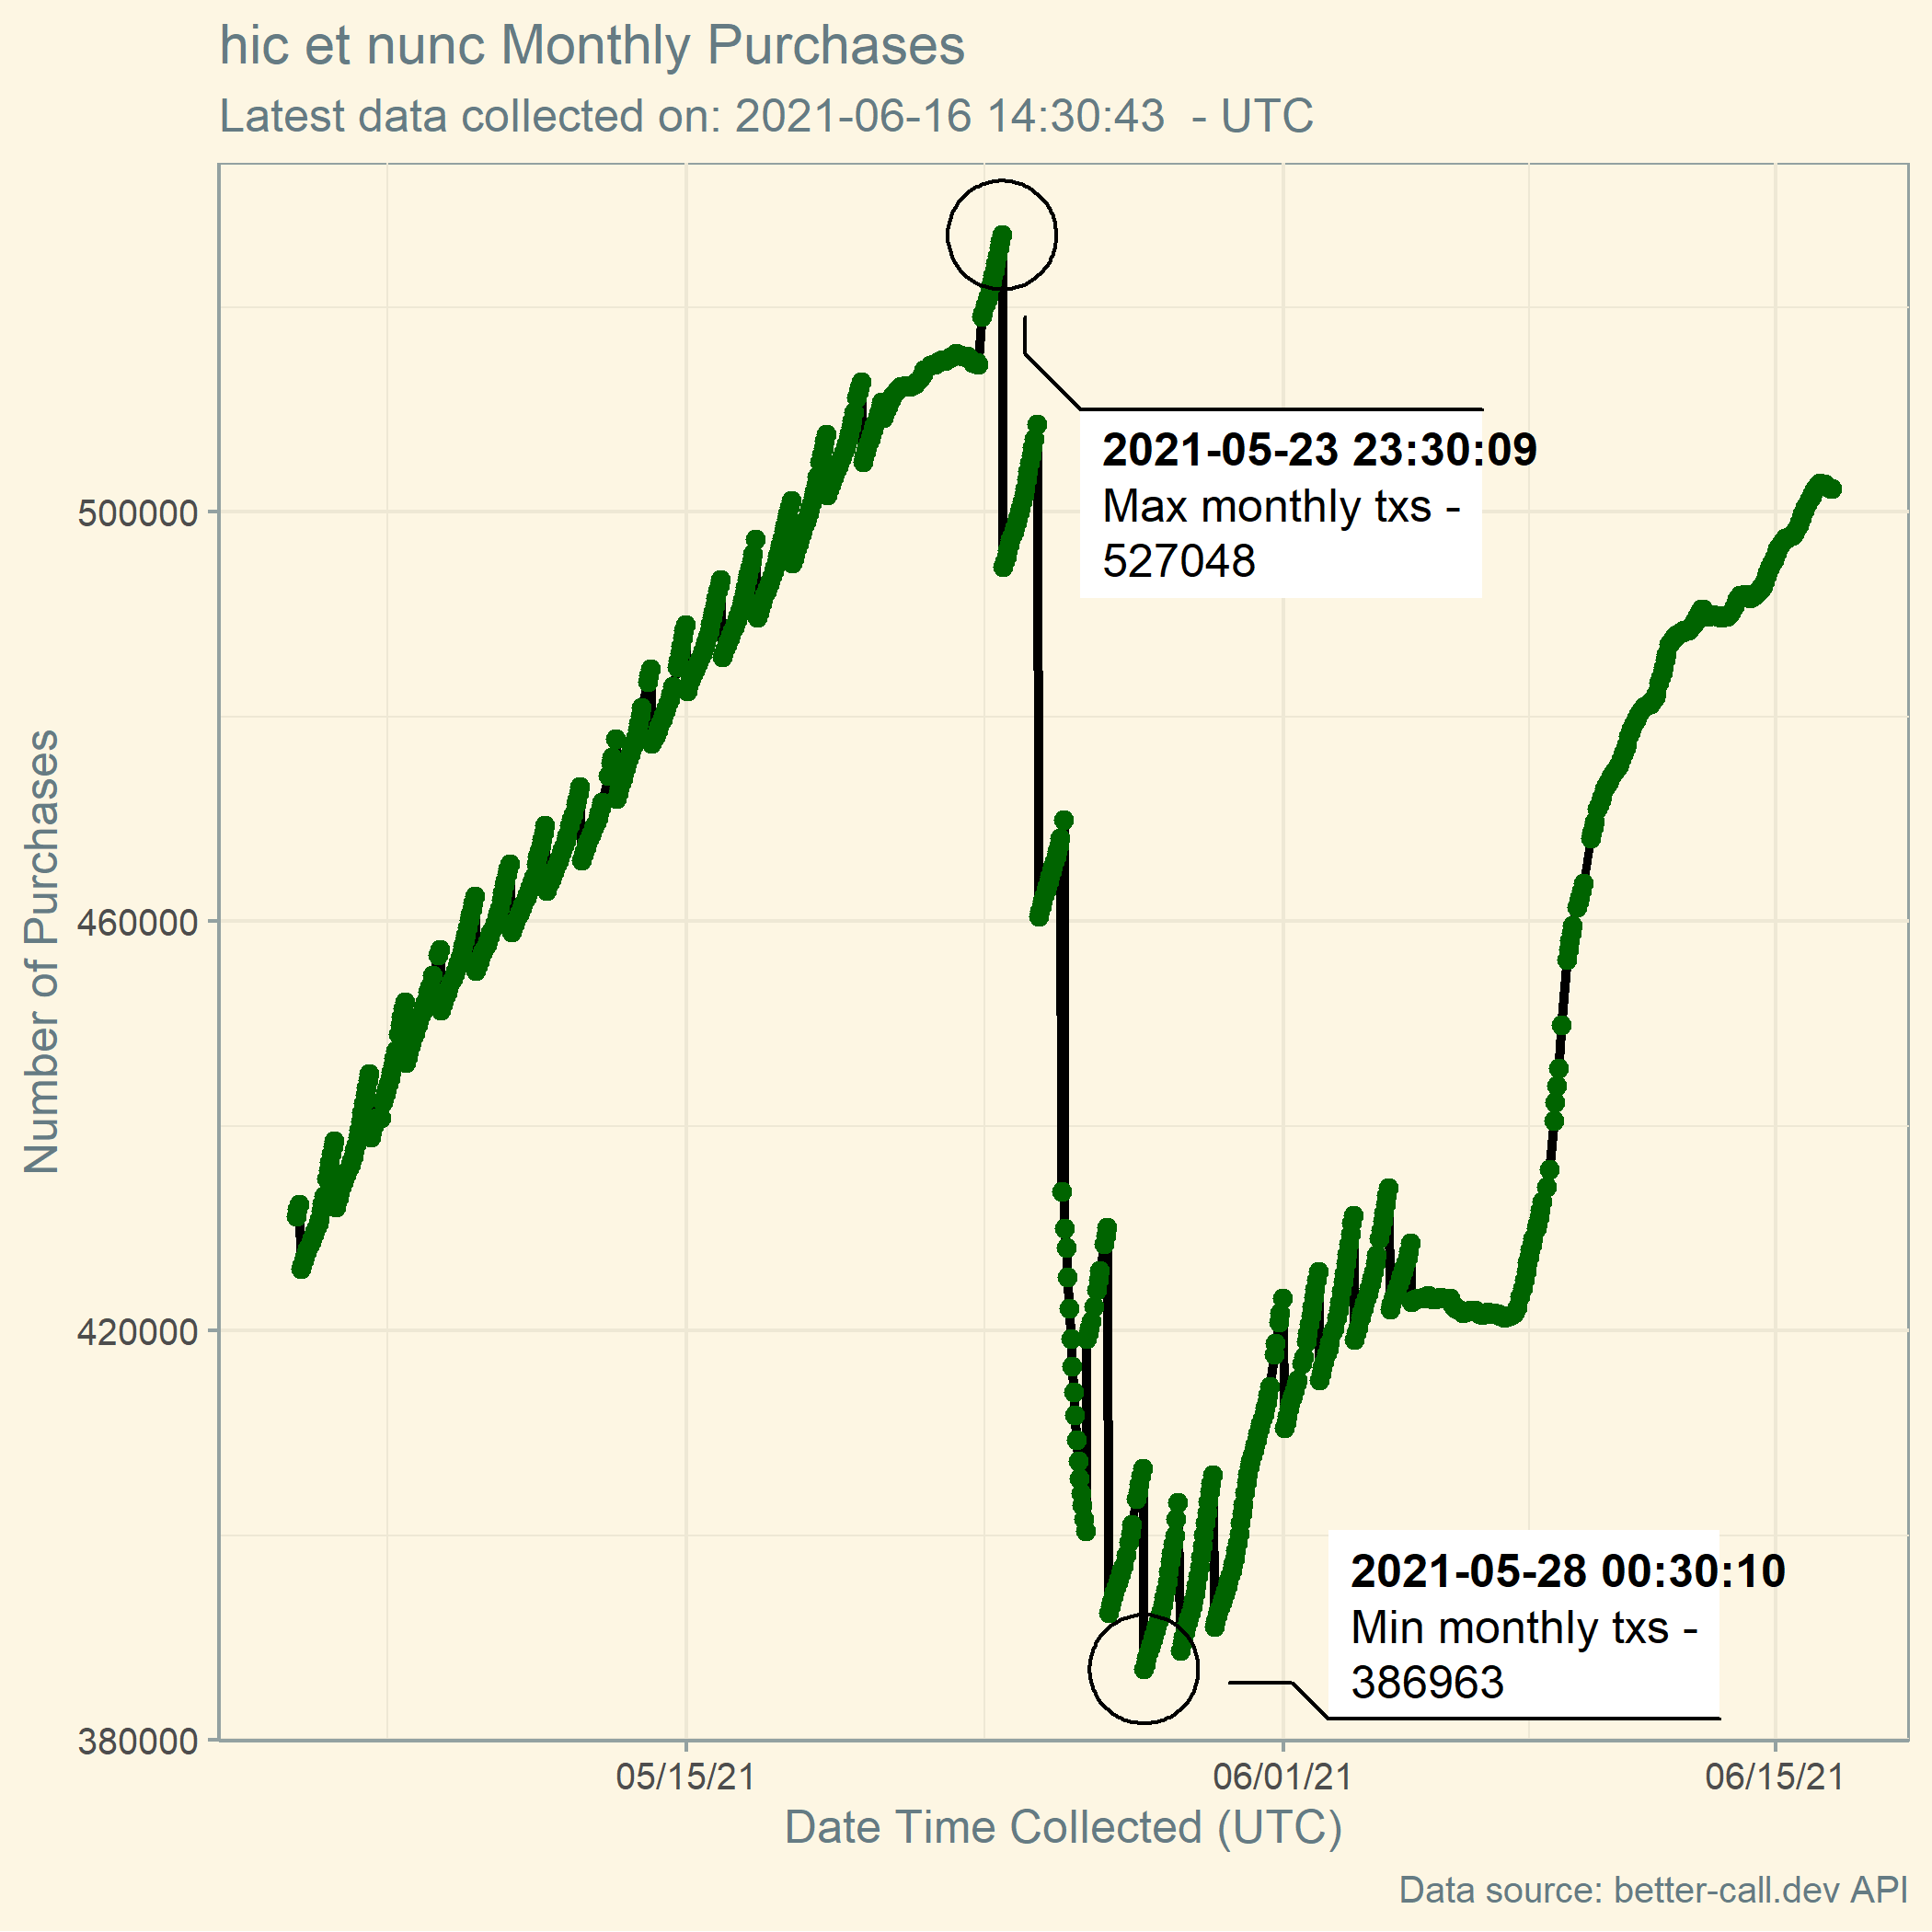 hic et nunc Monthly Purchases
Latest data collected on: 2021-06-16 14:30:43  - UTC
Number of Purchases
500000
460000
420000
380000
2021-05-23 23:30:09
Max monthly txs -
527048
2021-05-28 00:30:10
Min monthly txs -
386963
05/15/21
06/01/21
06/15/21
Date Time Collected (UTC)
Data source: better-call.dev API